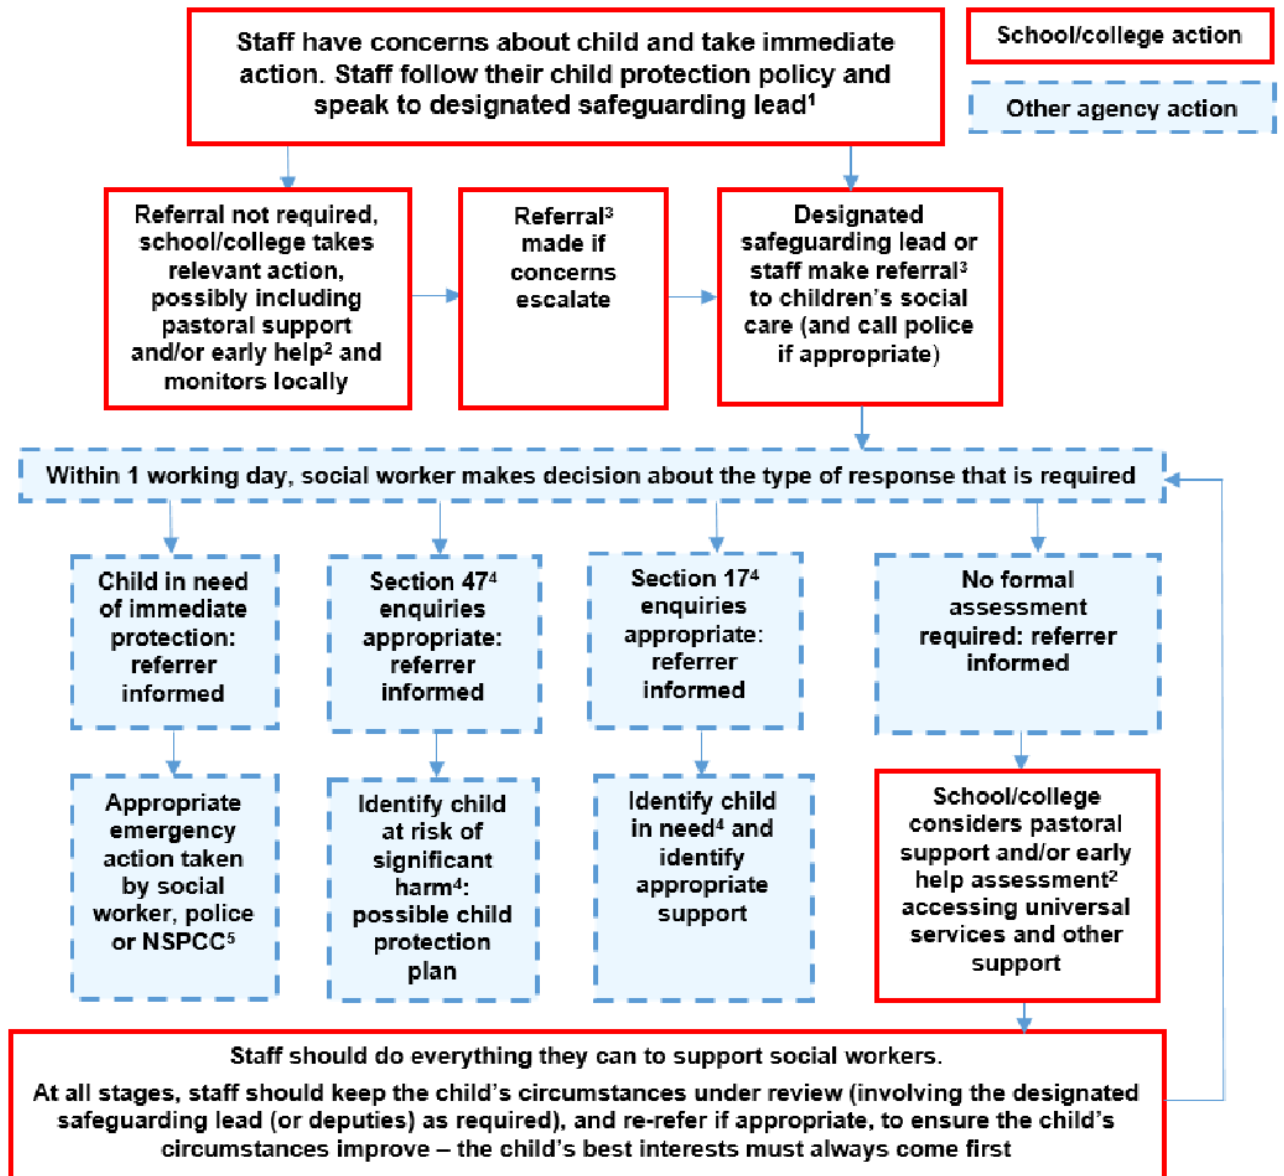 Staff have concerns about child and take immediate
action. Staff follow their child protection policy and
speak to designated safeguarding lead¹
School/college action
Other agency action
Referral not required,
school/college takes
relevant action,
possibly including
pastoral support
and/or early help² and
monitors locally
Referral³
made if
concerns
escalate
Designated
safeguarding lead or
staff make referral³
to children's social
care (and call police
if appropriate)
Within 1 working day, social worker makes decision about the type of response that is required
Child in need
of immediate
protection:
referrer
informed
Section 47⁴
enquiries
appropriate:
referrer
informed
Section 17⁴
enquiries
appropriate:
referrer
informed
No formal
assessment
required: referrer
informed
Appropriate
emergency
action taken
by social
worker, police
or NSPCC⁵
Identify child
at risk of
significant
harm⁴:
possible child
protection
plan
Identify child
in need⁴ and
identify
appropriate
support
School/college
considers pastoral
support and/or early
help assessment²
accessing universal
services and other
support
Staff should do everything they can to support social workers.
At all stages, staff should keep the child's circumstances under review (involving the designated
safeguarding lead (or deputies) as required), and re-refer if appropriate, to ensure the child's
circumstances improve – the child's best interests must always come first